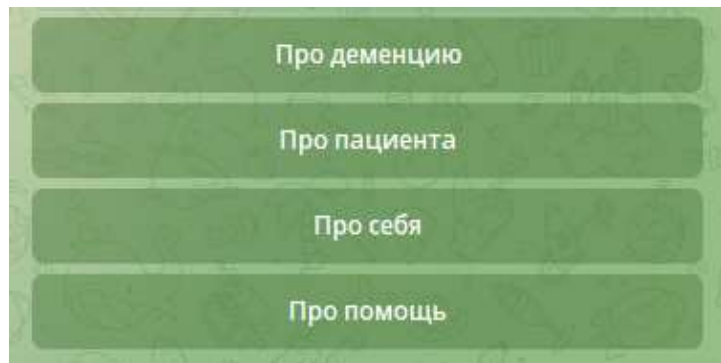 Про деменцию
Про пациента
Про себя
Про помощь